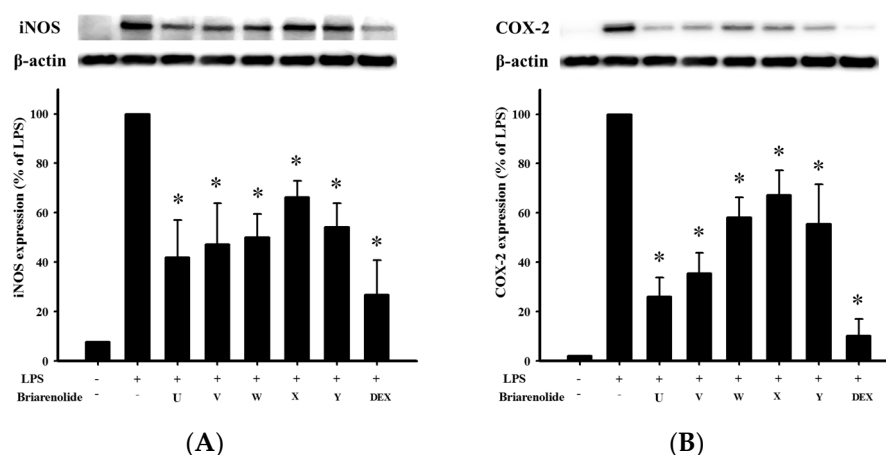 iNOS
β-actin
iNOS expression (% of LPS)
100
80
60
40
20
0
* * * * * *
LPS - + + + + + + +
Briarenolide - - U V W X Y DEX
(A)
COX-2
β-actin
COX-2 expression (% of LPS)
100
80
60
40
20
0
* * * * * *
LPS - + + + + + + +
Briarenolide - - U V W X Y DEX
(B)